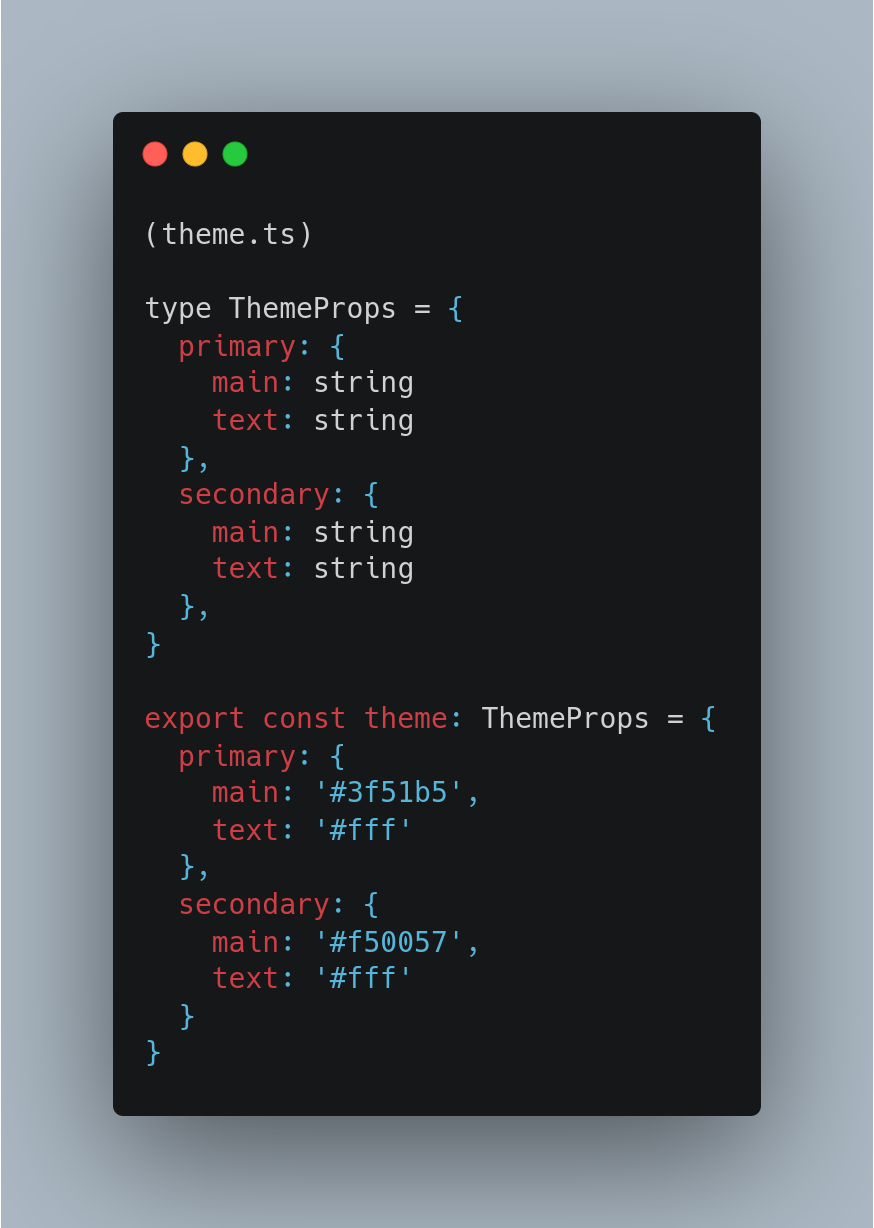 (theme.ts)

type ThemeProps = {
  primary: {
    main: string
    text: string
  },
  secondary: {
    main: string
    text: string
  },
}

export const theme: ThemeProps = {
  primary: {
    main: '#3f51b5',
    text: '#fff'
  },
  secondary: {
    main: '#f50057',
    text: '#fff'
  }
}